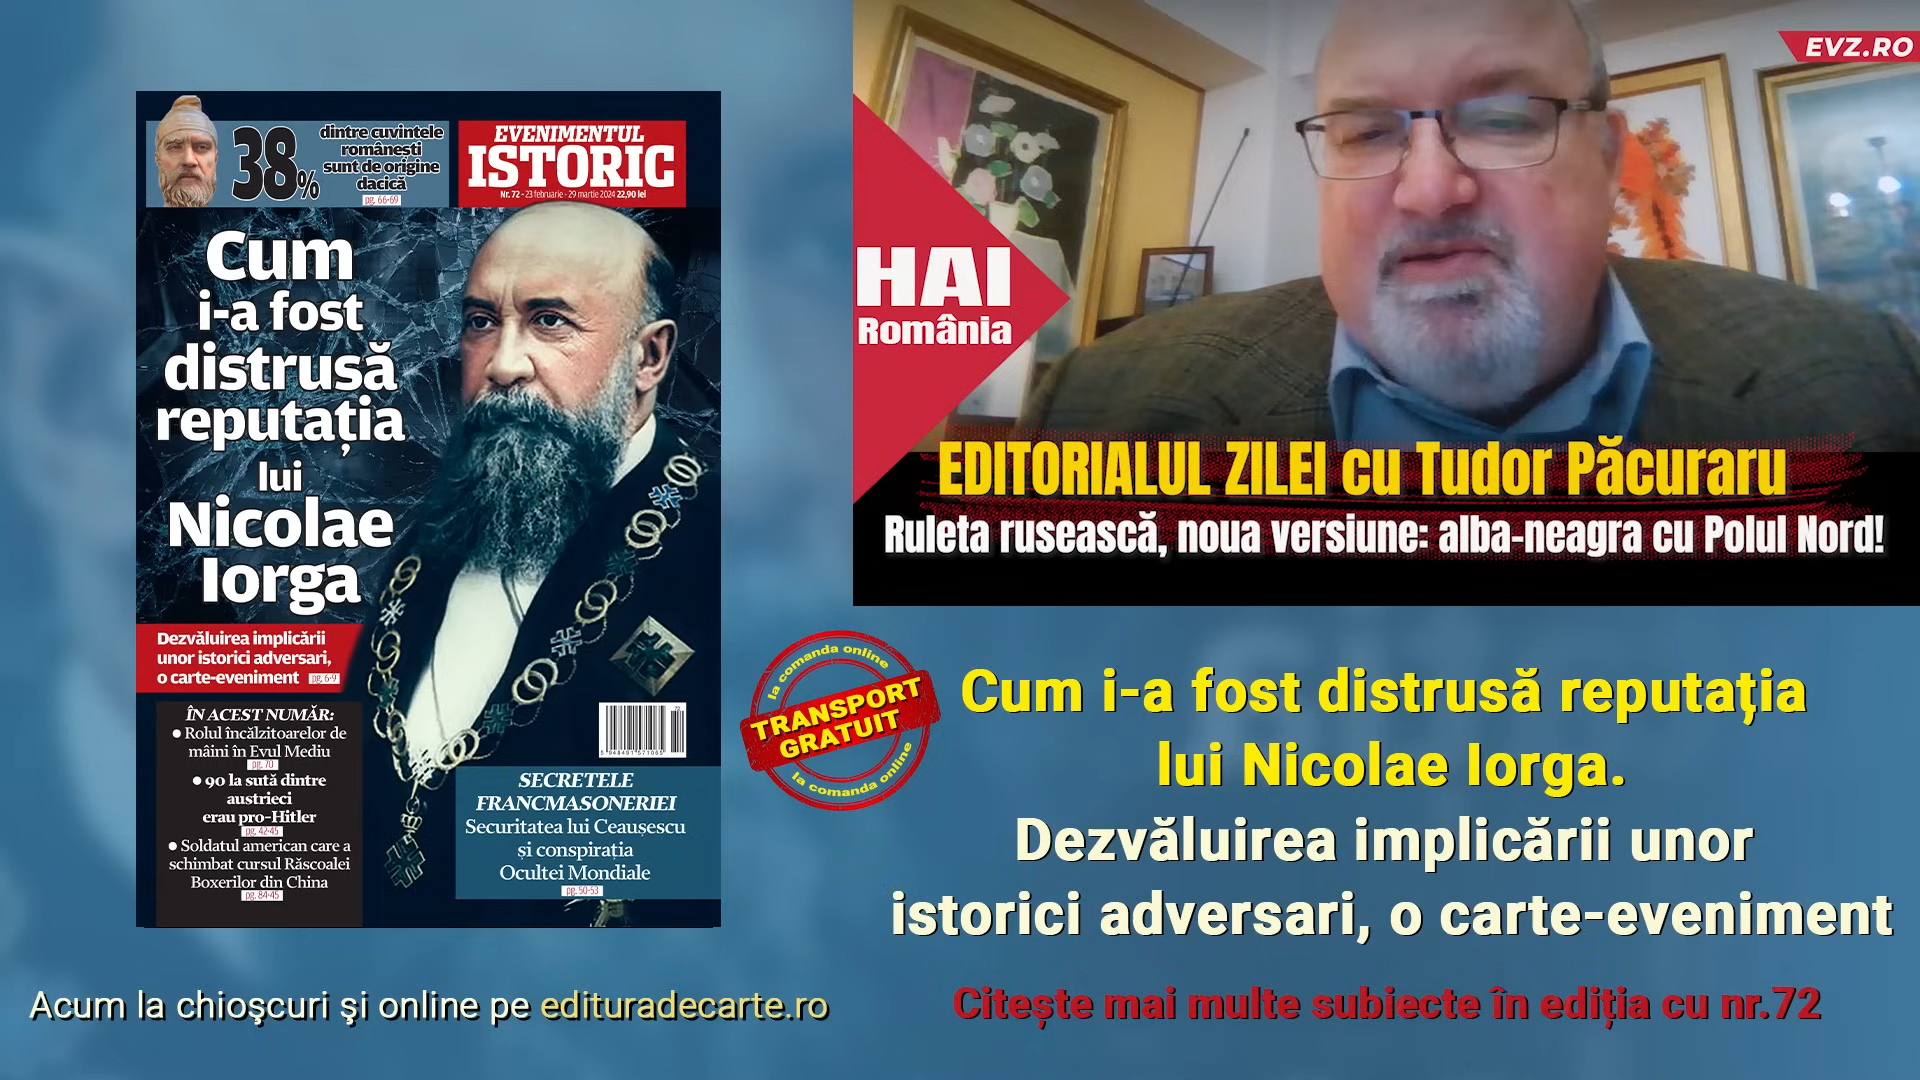 38%
dintre cuvintele
românești
sunt de origine
dacică
pg. 66-69
EVENIMENTUL
ISTORIC
Nr. 72 - 23 februarie - 29 martie 2024 22,90 lei
Cum
i-a fost
distrusă
reputația
lui
Nicolae
Iorga
Dezvăluirea implicării
unor istorici adversari,
o carte-eveniment pg. 6-9
ÎN ACEST NUMĂR:
● Rolul încălzitoarelor de
mâini în Evul Mediu
pg. 70
● 90 la sută dintre
austrieci
erau pro-Hitler
pg. 42-45
● Soldatul american care a
schimbat cursul Răscoalei
Boxerilor din China
pg. 84-45
SECRETELE
FRANCMASONERIEI
Securitatea lui Ceaușescu
și conspirația
Ocultei Mondiale
pg. 50-53
Acum la chioşcuri şi online pe edituradecarte.ro
EVZ.RO
HAI
România
EDITORIALUL ZILEI cu Tudor Păcuraru
Ruleta rusească, noua versiune: alba-neagra cu Polul Nord!
la comanda online
TRANSPORT
GRATUIT
la comanda online
Cum i-a fost distrusă reputația
lui Nicolae Iorga.
Dezvăluirea implicării unor
istorici adversari, o carte-eveniment
Citește mai multe subiecte în ediția cu nr.72